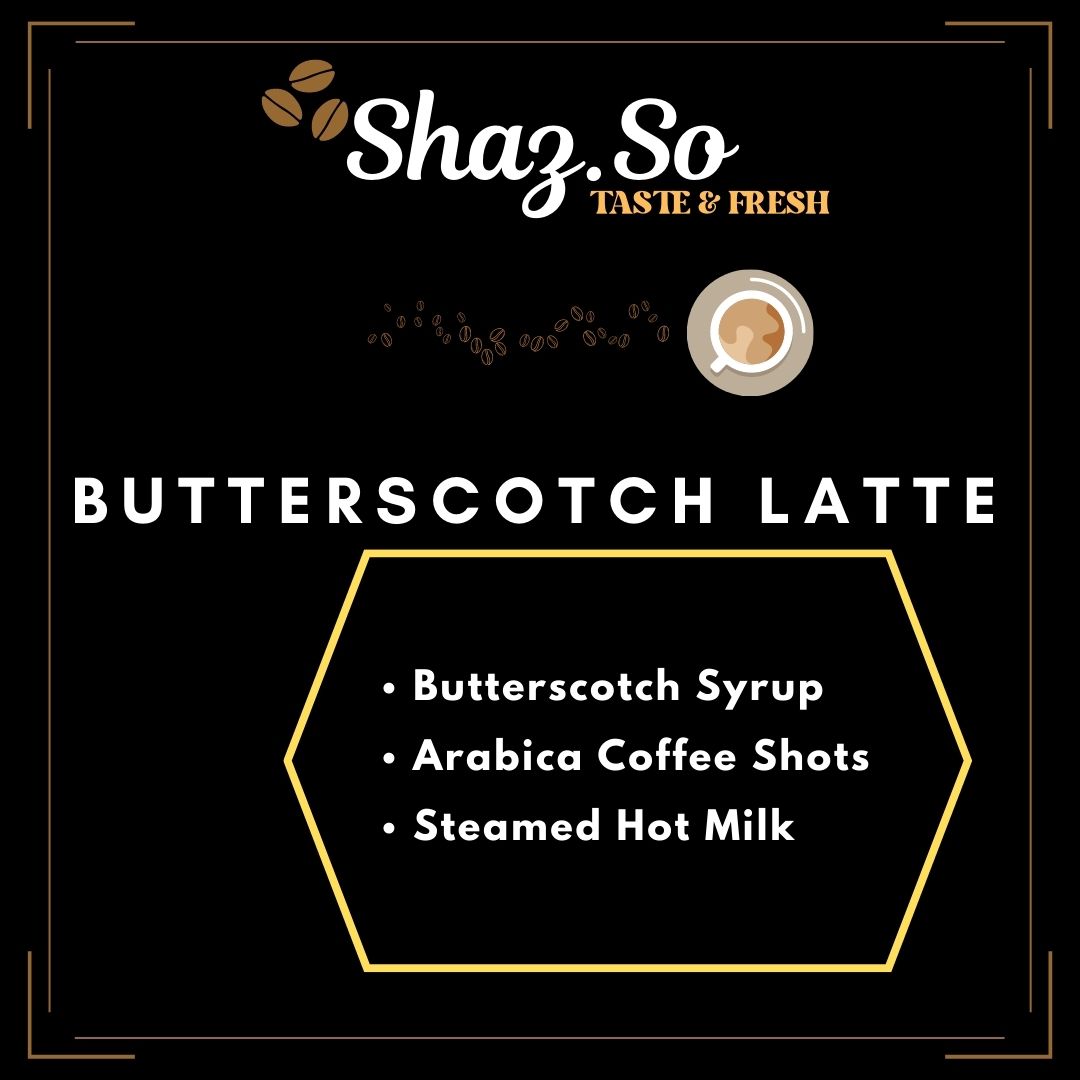 Shaz.So
TASTE & FRESH
BUTTERSCOTCH LATTE
• Butterscotch Syrup
• Arabica Coffee Shots
• Steamed Hot Milk